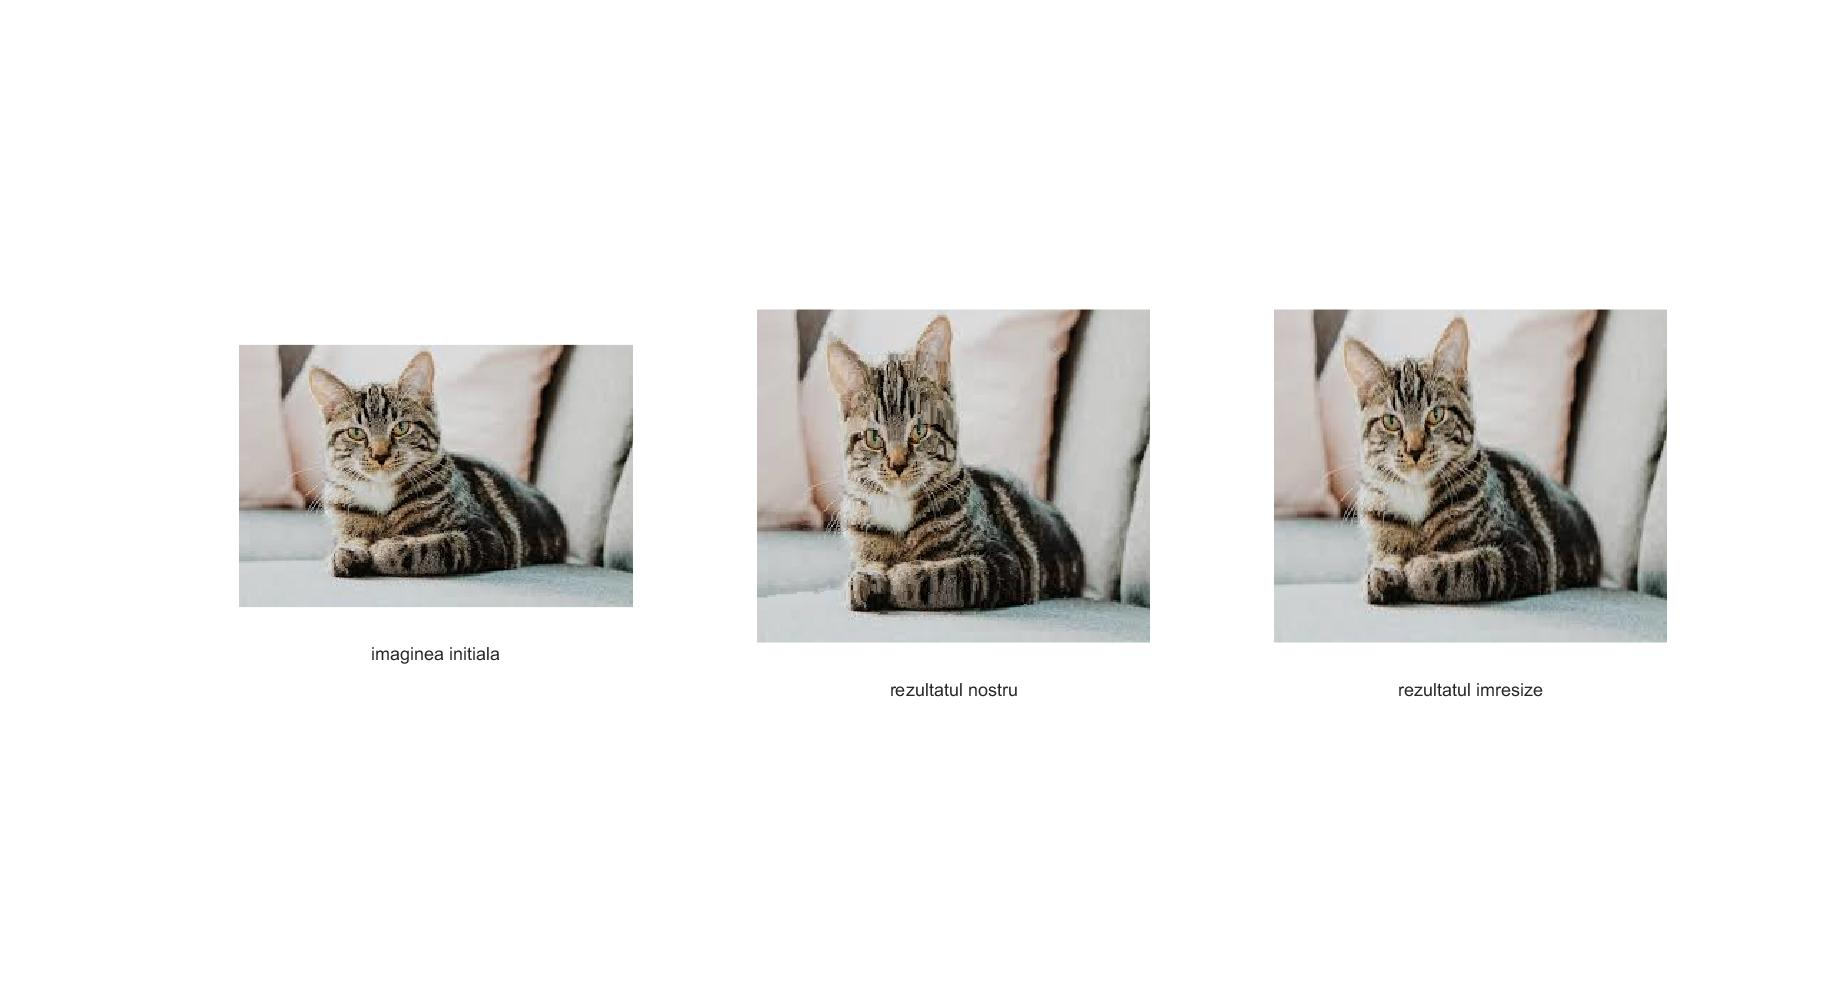 imaginea initiala
rezultatul nostru
rezultatul imresize